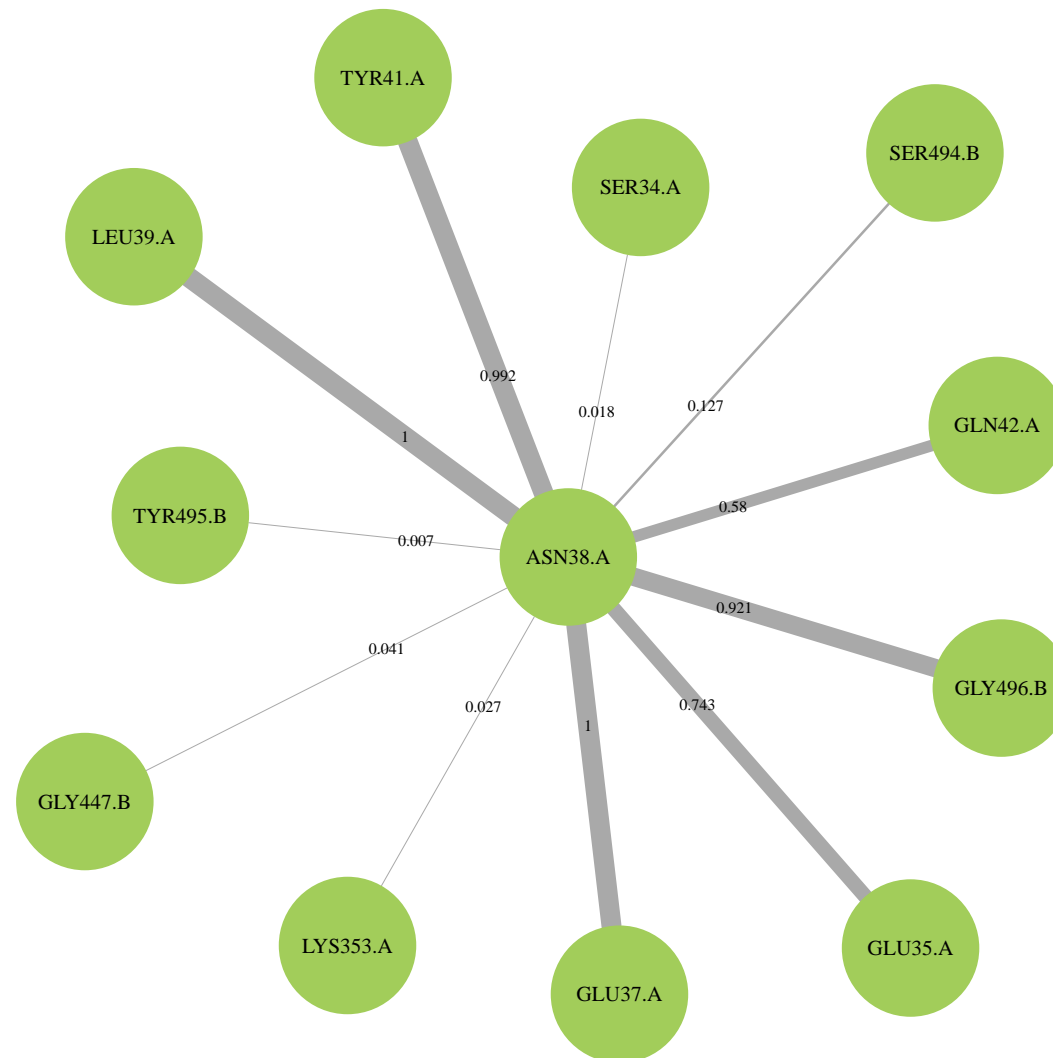 TYR41.A
SER494.B
SER34.A
LEU39.A
0.992
0.018
0.127
GLN42.A
1
0.58
TYR495.B
0.007
ASN38.A
0.921
0.041
GLY496.B
0.027
0.743
1
GLY447.B
LYS353.A
GLU35.A
GLU37.A